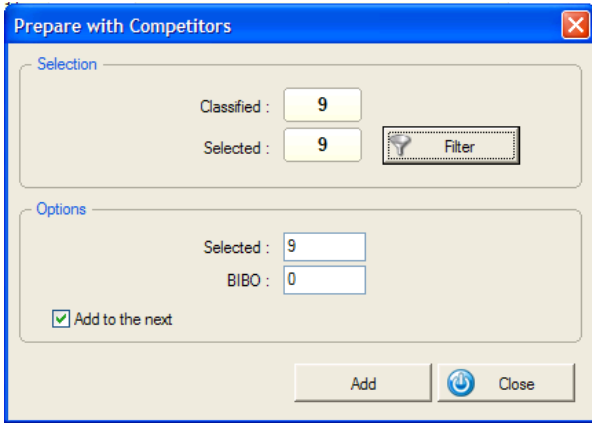 Prepare with Competitors
Selection
Classified : 9
Selected : 9 Filter
Options
Selected : 9
BIBO : 0
Add to the next
Add Close